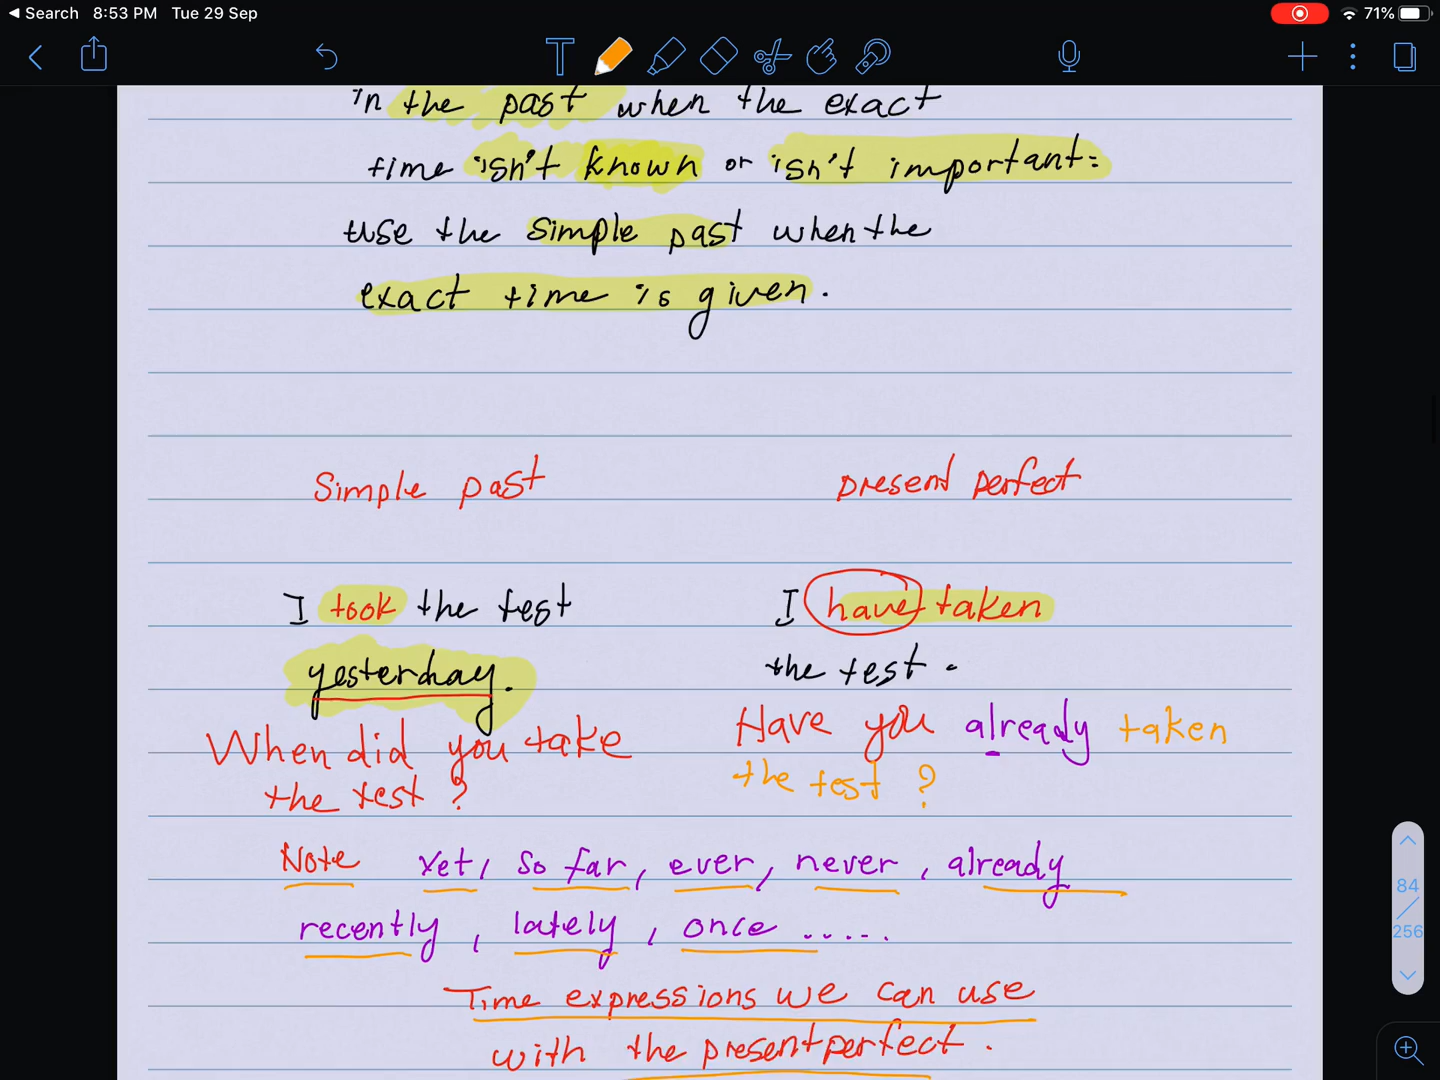 Search 8:53 PM Tue 29 Sep 71%
in the past when the exact
time isn't known or isn't important:
use the simple past when the
exact time is given.
Simple past present perfect
I took the test I have taken
yesterday. the test.
When did you take Have you already taken
the test? the test?
Note Yet, so far, ever, never, already
recently, lately, once .....
Time expressions we can use
with the present perfect.
84
256